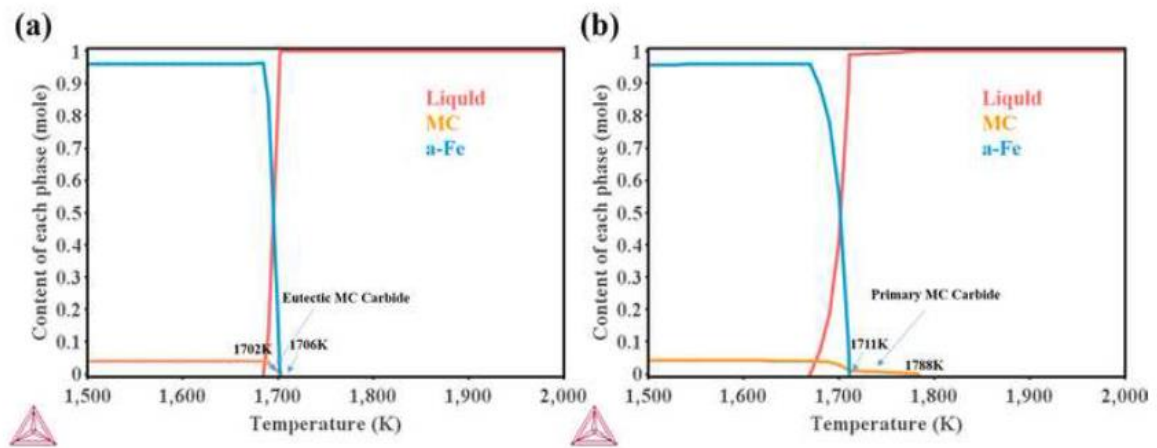 (a)
Content of each phase (mole)
1
0.9
0.8
0.7
0.6
0.5
0.4
0.3
0.2
0.1
0
Liquld
MC
a-Fe
Eutectic MC Carbide
1702K
1706K
1,500 1,600 1,700 1,800 1,900 2,000
Temperature (K)
(b)
Content of each phase (mole)
1
0.9
0.8
0.7
0.6
0.5
0.4
0.3
0.2
0.1
0
Liquld
MC
a-Fe
Primary MC Carbide
1711K
1788K
1,500 1,600 1,700 1,800 1,900 2,000
Temperature (K)